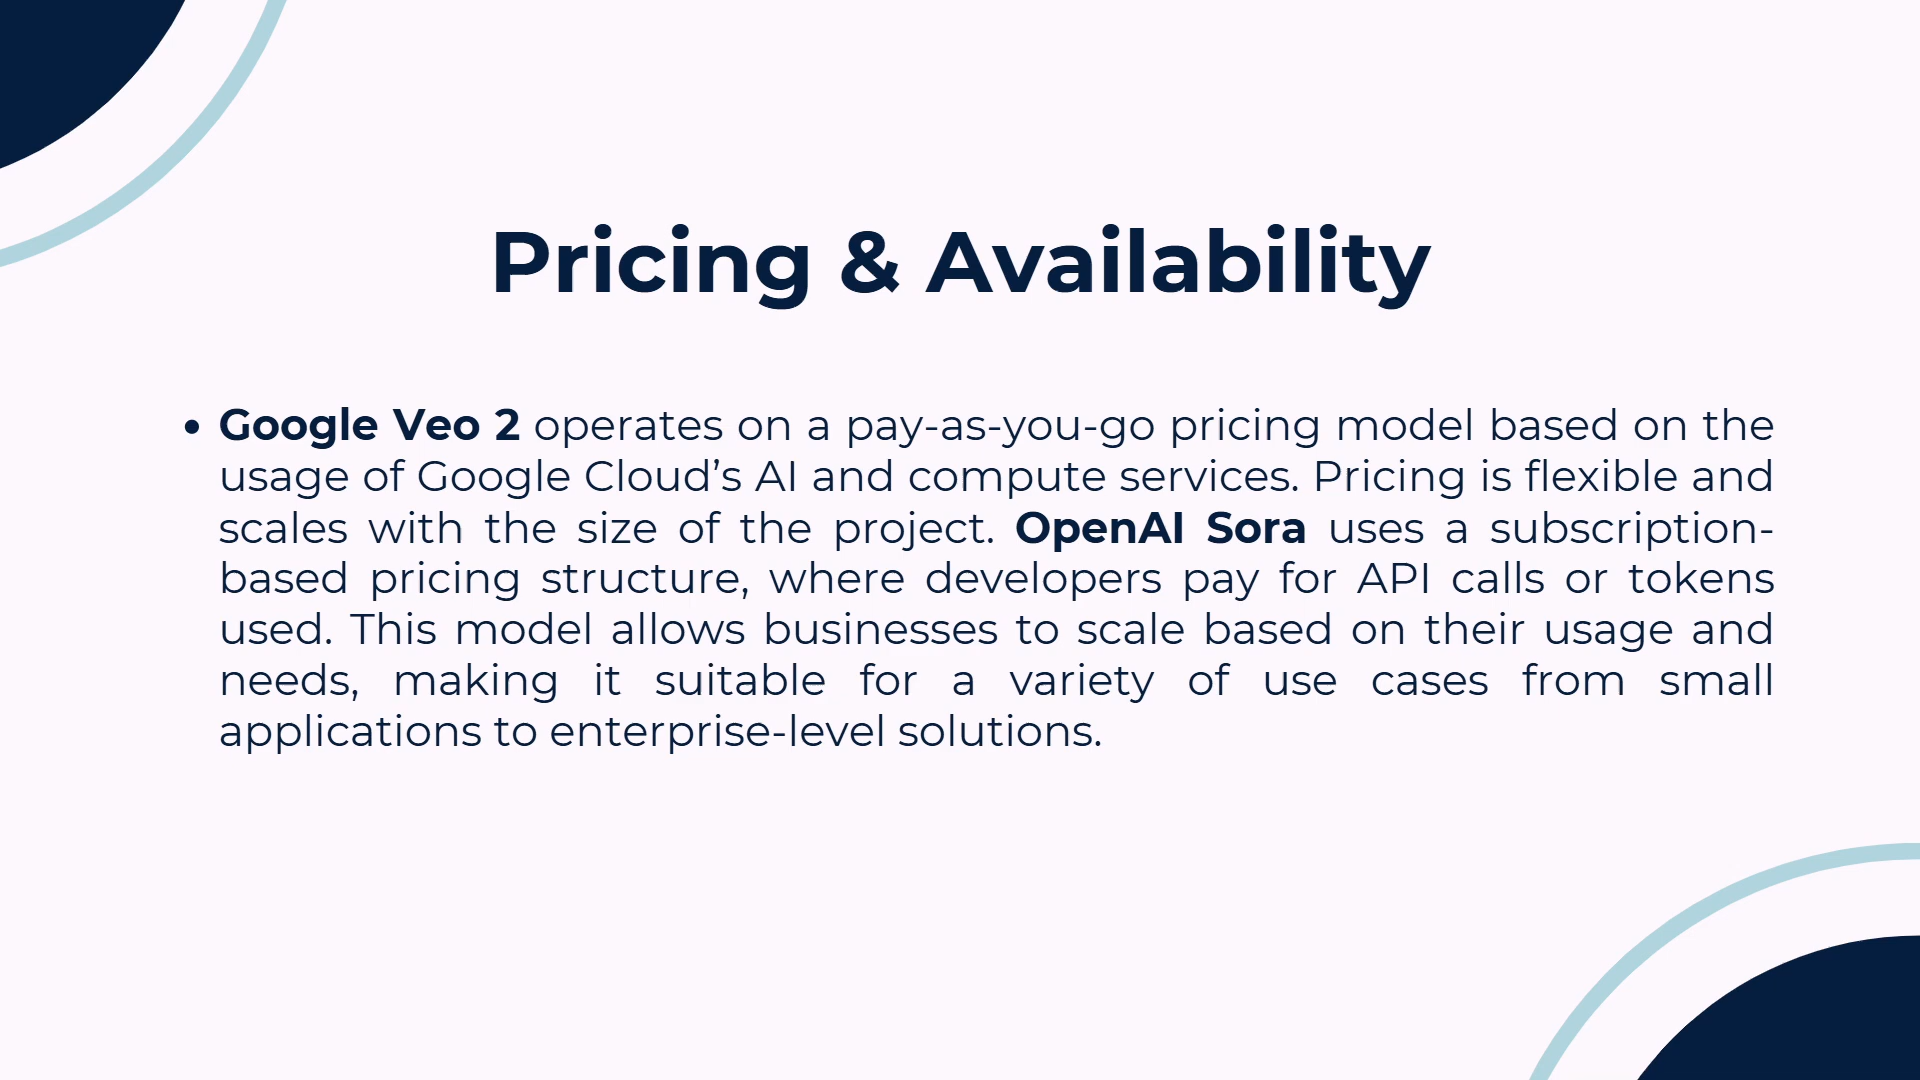 Pricing & Availability
• Google Veo 2 operates on a pay-as-you-go pricing model based on the
usage of Google Cloud’s AI and compute services. Pricing is flexible and
scales with the size of the project. OpenAI Sora uses a subscription-
based pricing structure, where developers pay for API calls or tokens
used. This model allows businesses to scale based on their usage and
needs, making it suitable for a variety of use cases from small
applications to enterprise-level solutions.